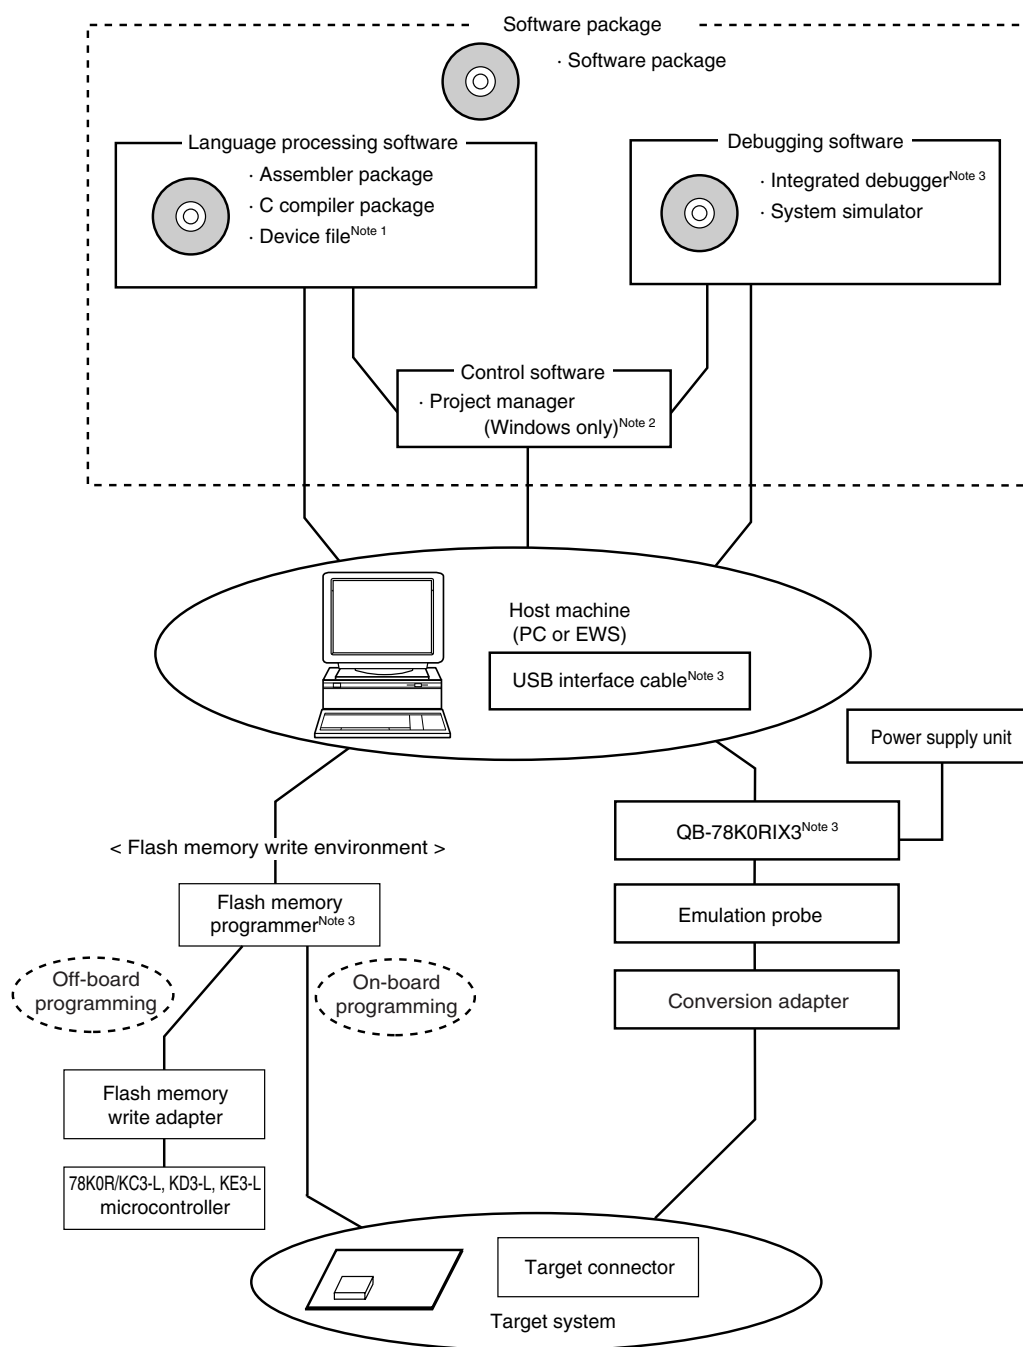 Software package
· Software package
Language processing software
· Assembler package
· C compiler package
· Device fileNote 1
Debugging software
· Integrated debuggerNote 3
· System simulator
Control software
· Project manager
(Windows only)Note 2
Host machine
(PC or EWS)
USB interface cableNote 3
Power supply unit
QB-78K0RIX3Note 3
< Flash memory write environment >
Flash memory
programmerNote 3
Emulation probe
Off-board
programming
On-board
programming
Conversion adapter
Flash memory
write adapter
78K0R/KC3-L, KD3-L, KE3-L
microcontroller
Target connector
Target system